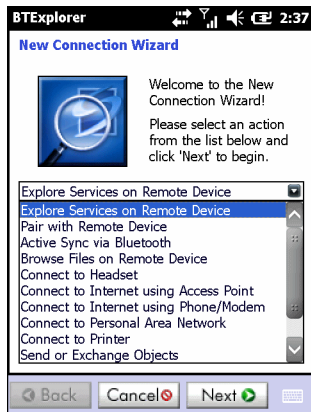 BTExplorer 2:37
New Connection Wizard
Welcome to the New
Connection Wizard!
Please select an action
from the list below and
click 'Next' to begin.
Explore Services on Remote Device
Explore Services on Remote Device
Pair with Remote Device
Active Sync via Bluetooth
Browse Files on Remote Device
Connect to Headset
Connect to Internet using Access Point
Connect to Internet using Phone/Modem
Connect to Personal Area Network
Connect to Printer
Send or Exchange Objects
Back Cancel Next